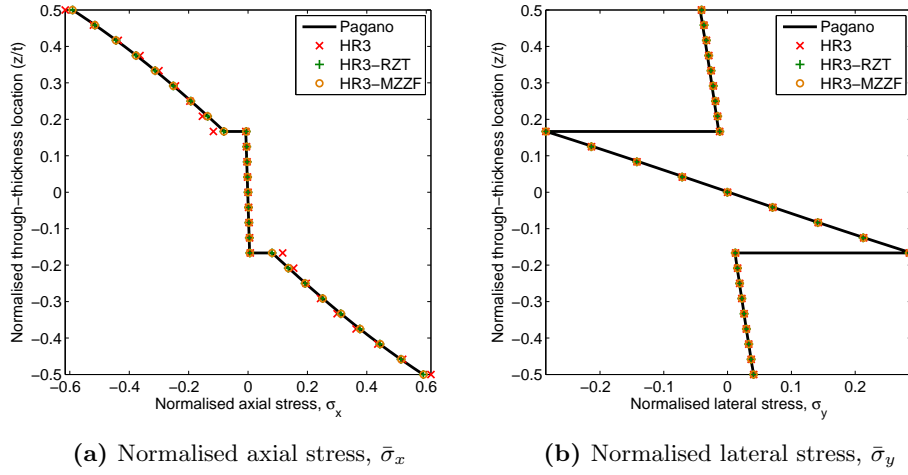 Normalised through−thickness location (z/t)
0.5
0.4
0.3
0.2
0.1
0
−0.1
−0.2
−0.3
−0.4
−0.5
−0.6 −0.4 −0.2 0 0.2 0.4 0.6
Normalised axial stress, σx
Pagano
HR3
HR3−RZT
HR3−MZZF
(a) Normalised axial stress, σ̄x
Normalised through−thickness location (z/t)
0.5
0.4
0.3
0.2
0.1
0
−0.1
−0.2
−0.3
−0.4
−0.5
−0.2 −0.1 0 0.1 0.2
Normalised lateral stress, σy
Pagano
HR3
HR3−RZT
HR3−MZZF
(b) Normalised lateral stress, σ̄y